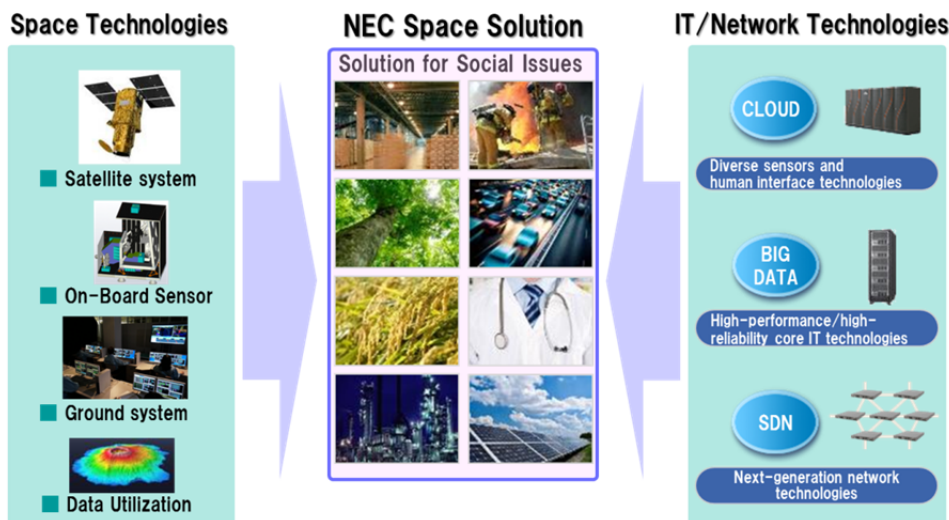 Space Technologies
Satellite system
On-Board Sensor
Ground system
Data Utilization
NEC Space Solution
Solution for Social Issues
IT/Network Technologies
CLOUD
Diverse sensors and
human interface technologies
BIG
DATA
High-performance/high-
reliability core IT technologies
SDN
Next-generation network
technologies